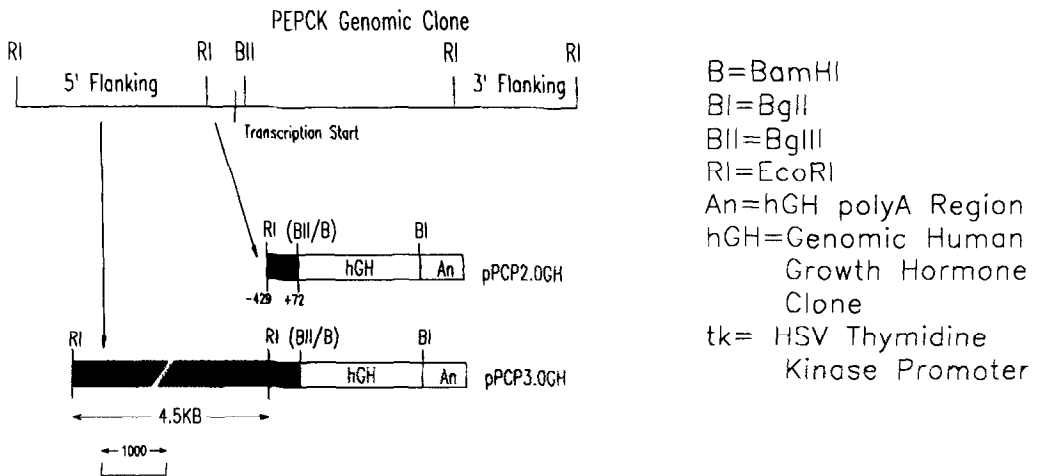 PEPCK Genomic Clone
RI RI BII RI RI
5' Flanking 3' Flanking
Transcription Start
RI (BII/B) BI
hGH An pPCP2.0GH
-429 +72
RI RI (BII/B) BI
hGH An pPCP3.0GH
4.5KB
1000
B=BamHI
BI=BglI
BII=BglII
RI=EcoRI
An=hGH polyA Region
hGH=Genomic Human
Growth Hormone
Clone
tk= HSV Thymidine
Kinase Promoter